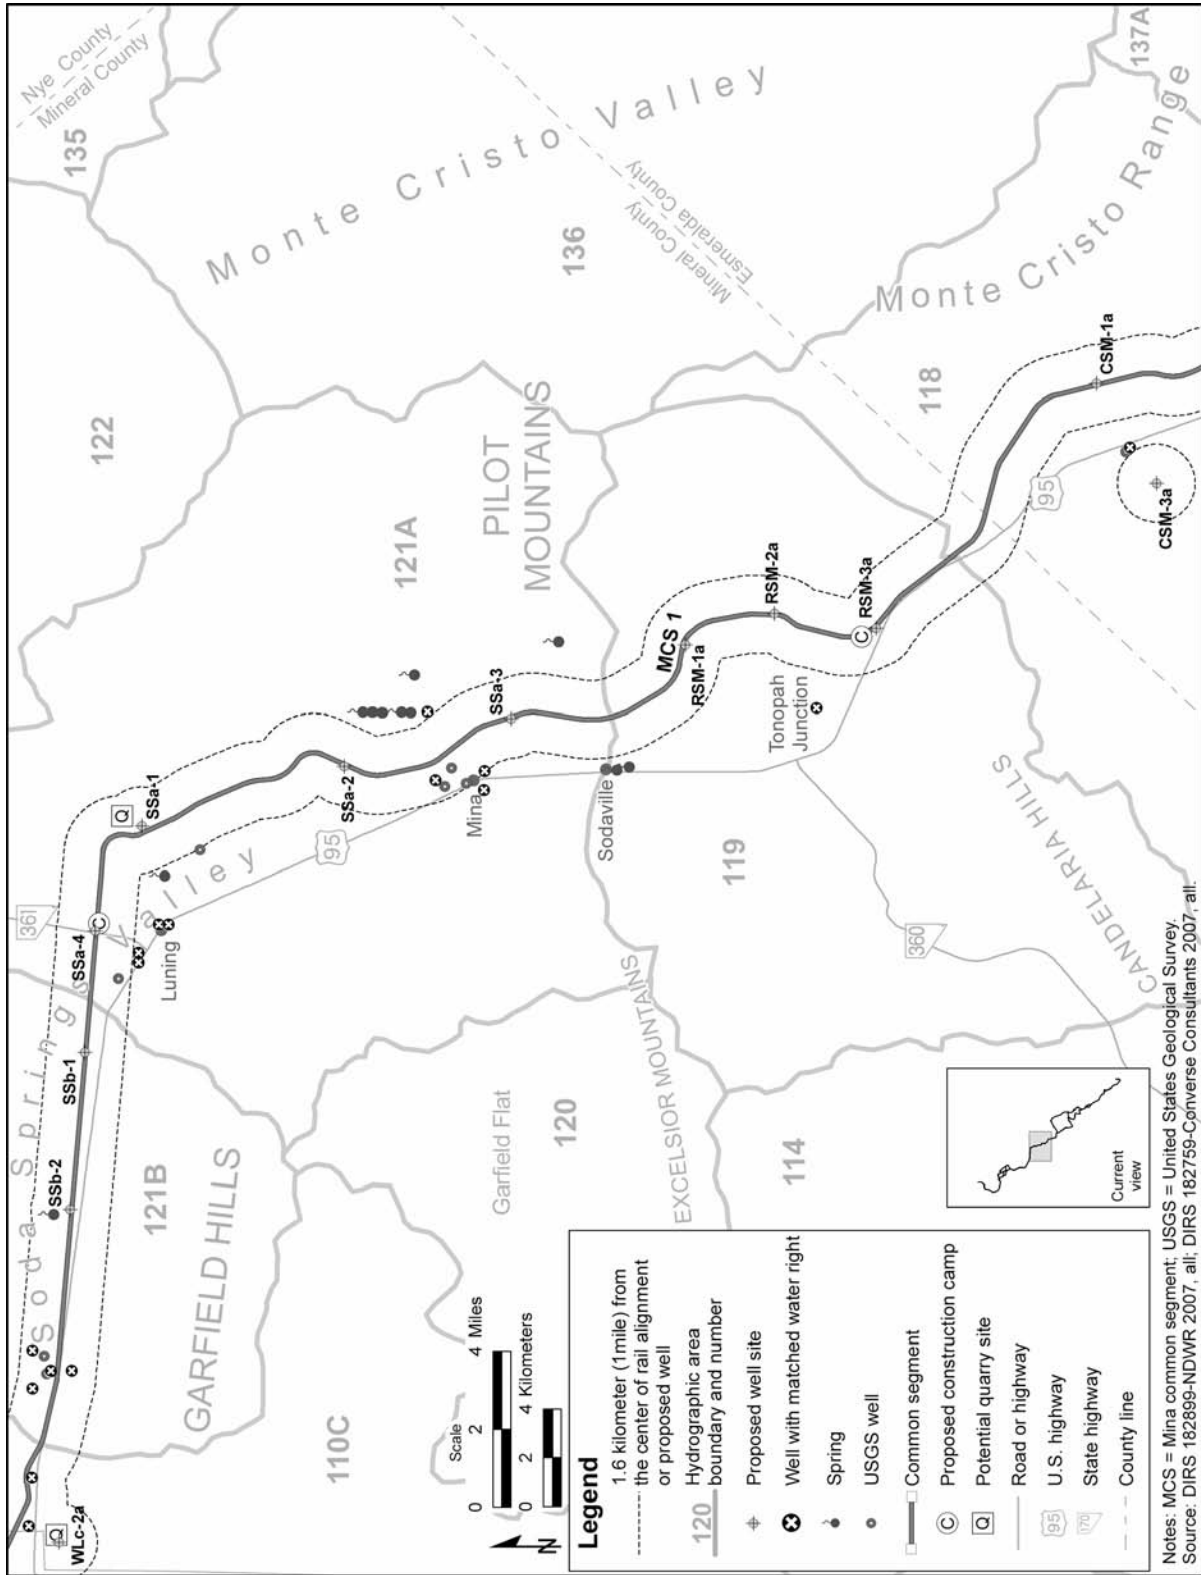 Nye County
Mineral County
137A
135
Monte Cristo Valley
136
Mineral County
Esmeralda County
Monte Cristo Range
122
118
CSM-1a
PILOT
MOUNTAINS
121A
95
CSM-3a
MCS 1
RSM-1a
RSM-2a
RSM-3a
C
SSa-3
Tonopah
Junction
SSa-1
Q
SSa-2
Mina
Sodaville
95
361
Soda Springs Valley
SSa-4
C
Luning
119
360
CANDELARIA HILLS
SSb-1
SSb-2
121B
GARFIELD HILLS
Garfield Flat
120
EXCELSIOR MOUNTAINS
114
110C
WLc-2a
Q
Scale
0 2 4 Miles
0 2 4 Kilometers
N
Current
view
Legend
1.6 kilometer (1mile) from
the center of rail alignment
or proposed well
120
Hydrographic area
boundary and number
Proposed well site
Well with matched water right
Spring
USGS well
Common segment
C Proposed construction camp
Q Potential quarry site
Road or highway
95 U.S. highway
170 State highway
County line
Notes: MCS = Mina common segment; USGS = United States Geological Survey.
Source: DIRS 182899-NDWR 2007, all; DIRS 182759-Converse Consultants 2007, all.